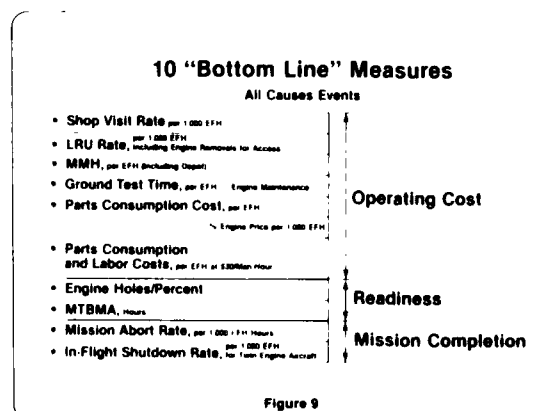 10 "Bottom Line" Measures
All Causes Events
• Shop Visit Rate per 1 000 EFH
• LRU Rate, per 1 000 EFH including Engine Removals for Access
• MMH, per EFH (including Depot)
• Ground Test Time, per EFH Engine Maintenance
• Parts Consumption Cost, per EFH
% Engine Price per 1 000 EFH
• Parts Consumption
and Labor Costs, per EFH at $30/Man Hour
Operating Cost
• Engine Holes/Percent
• MTBMA, Hours
Readiness
• Mission Abort Rate, per 1 000 Hours
• In-Flight Shutdown Rate, per 1 000 EFH for Twin Engine Aircraft
Mission Completion
Figure 9